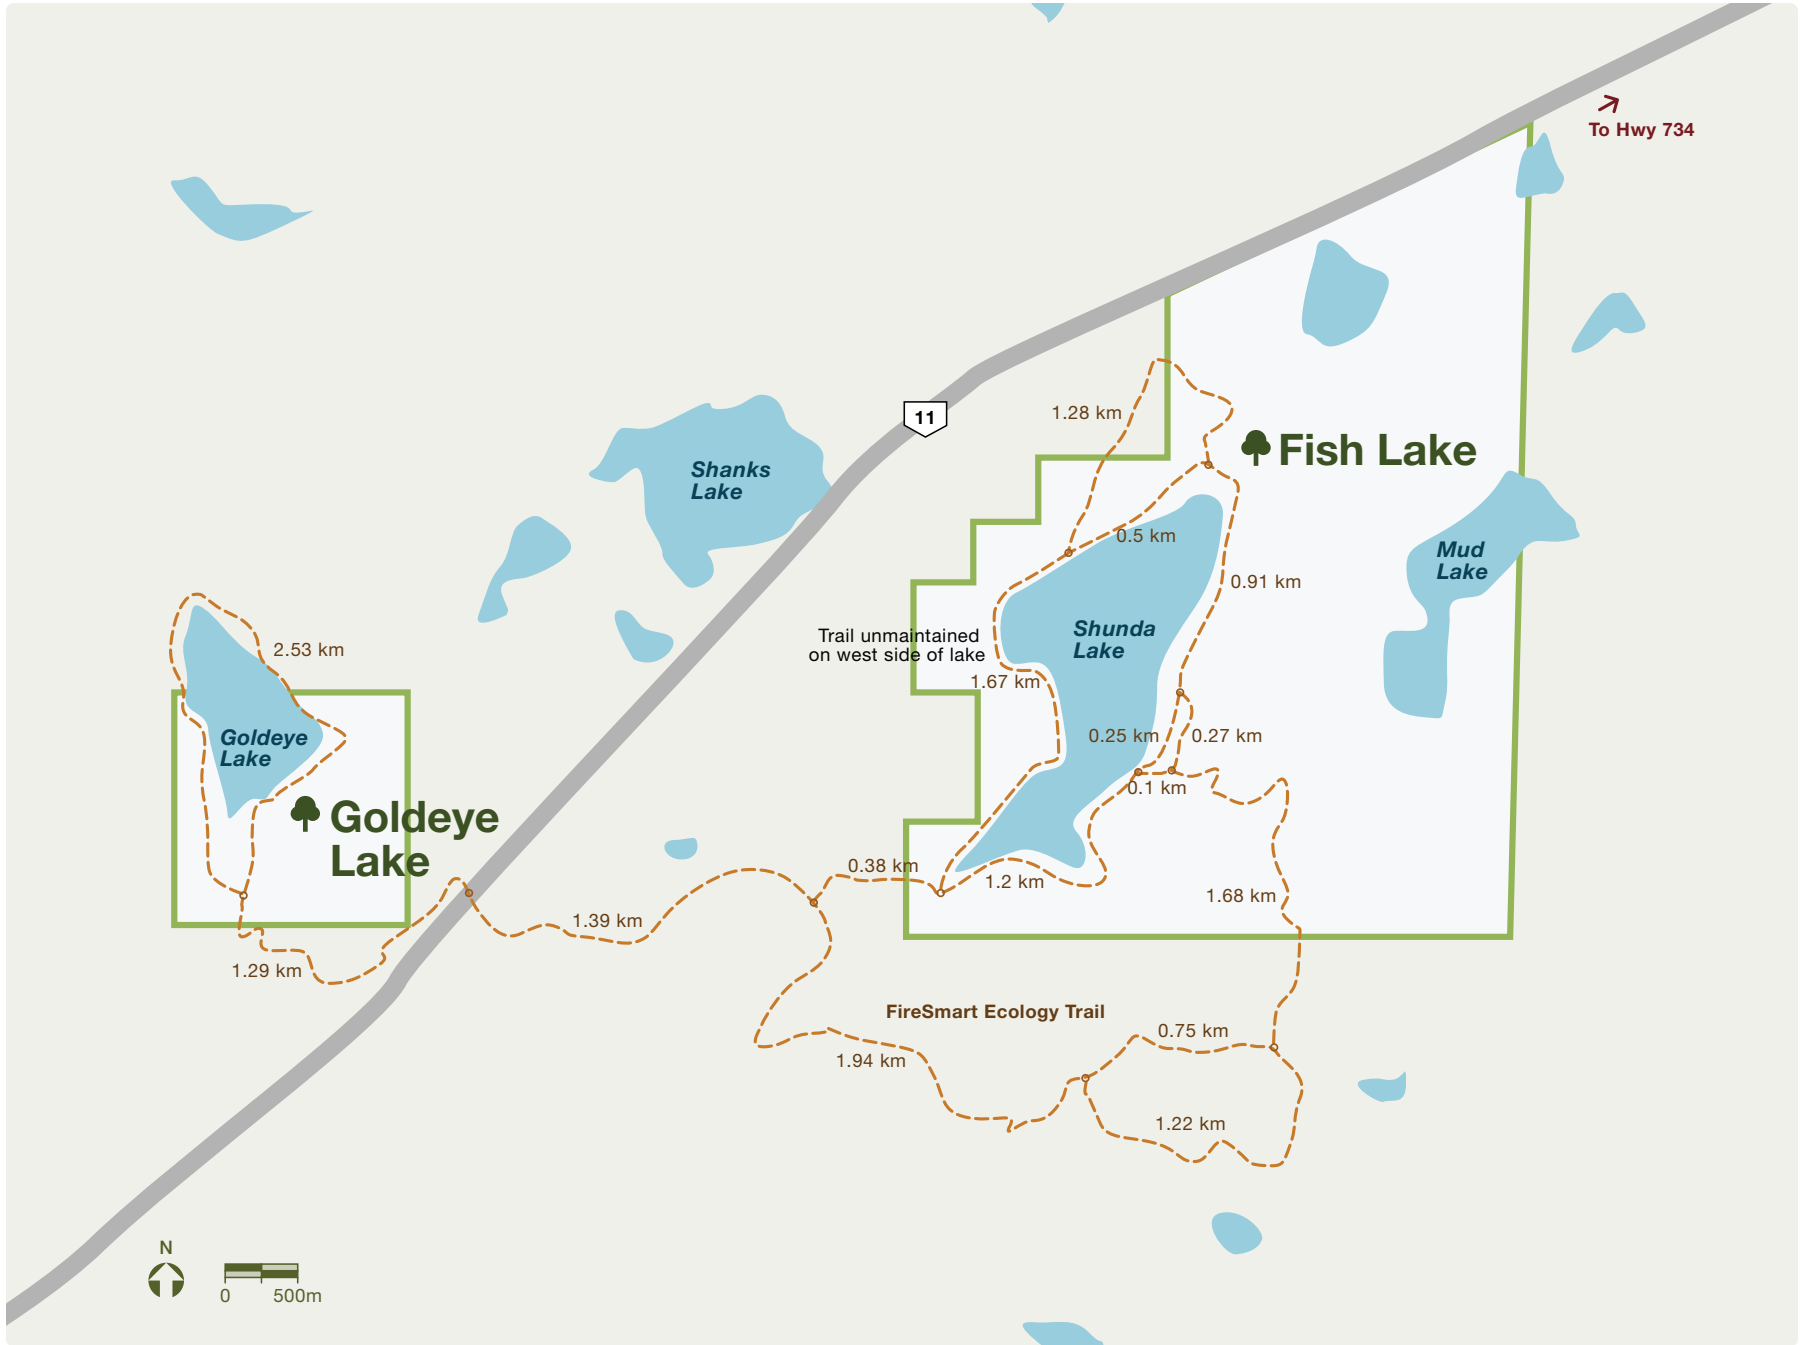 To Hwy 734
11
1.28 km
Fish Lake
Shanks
Lake
0.5 km
Mud
Lake
0.91 km
Trail unmaintained
on west side of lake
Shunda
Lake
2.53 km
1.67 km
Goldeye
Lake
0.25 km
0.27 km
0.1 km
Goldeye
Lake
0.38 km
1.2 km
1.68 km
1.39 km
1.29 km
FireSmart Ecology Trail
0.75 km
1.94 km
1.22 km
N
0
500m